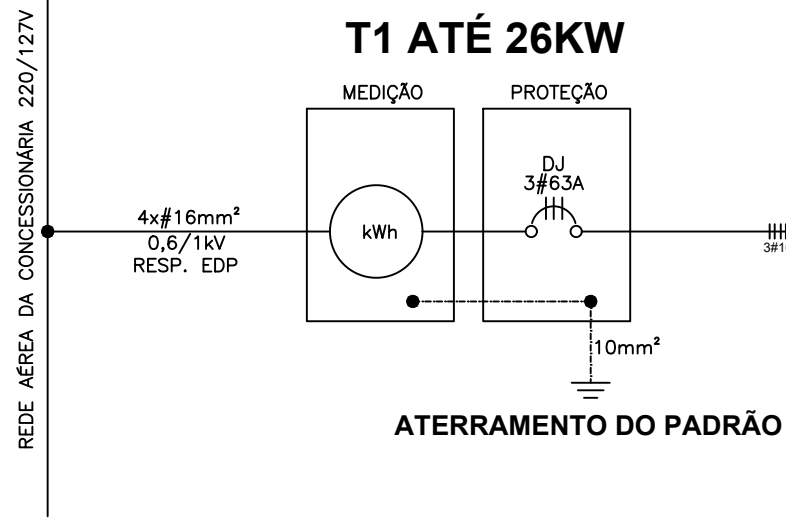 T1 ATÉ 26KW
REDE AÉREA DA CONCESSIONÁRIA 220/127V
MEDIÇÃO
PROTEÇÃO
DJ
3#63A
4x#16mm²
0,6/1kV
RESP. EDP
kWh
10mm²
ATERRAMENTO DO PADRÃO